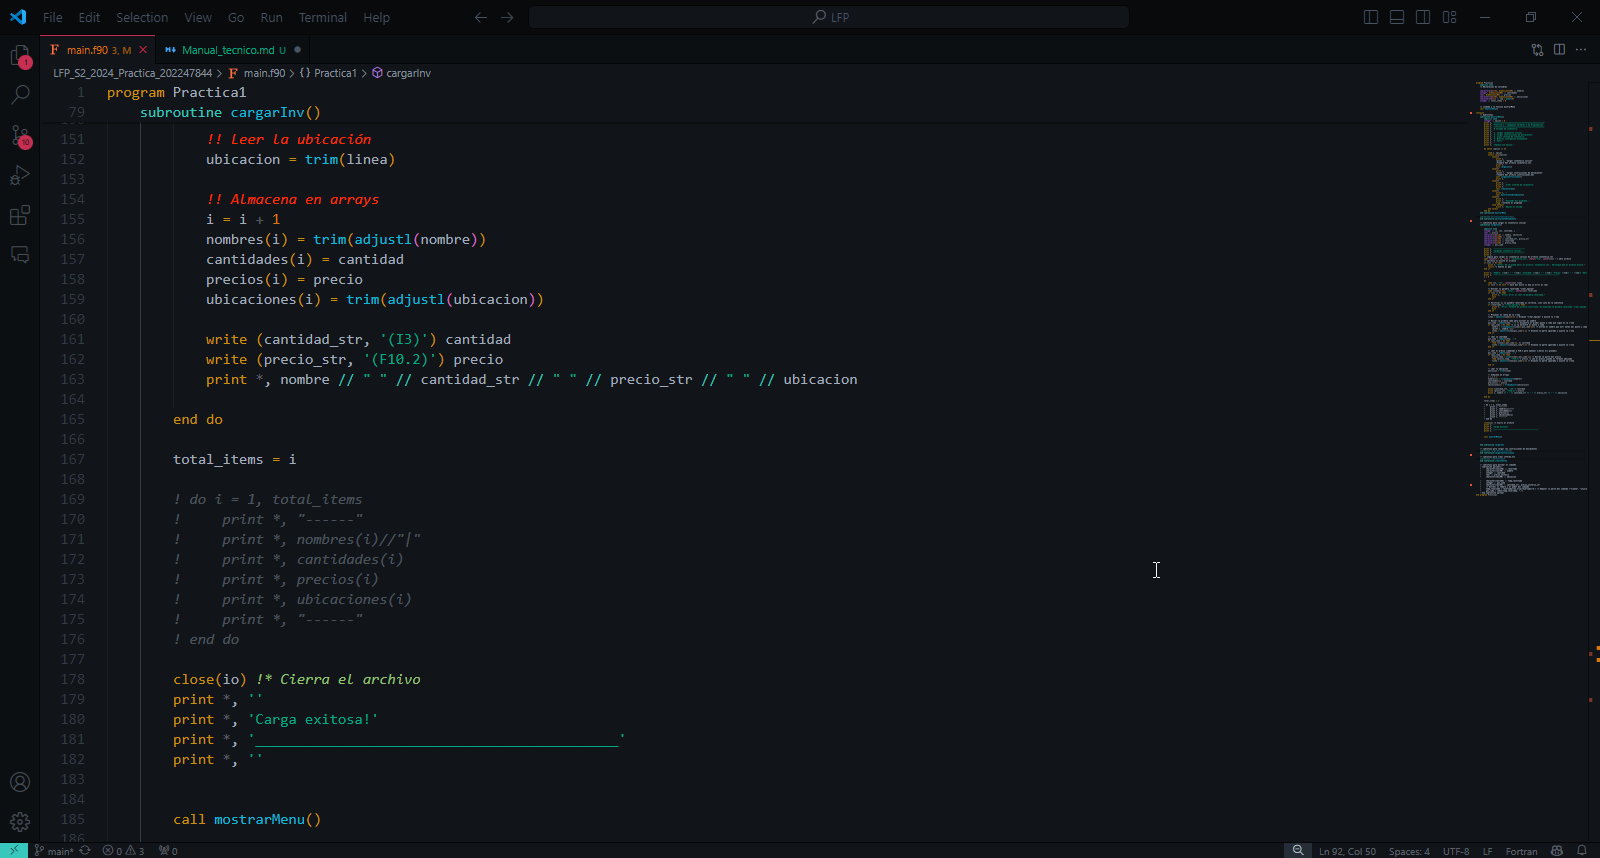 File Edit Selection View Go Run Terminal Help
LFP
main.f90 3, M
Manual_tecnico.md U
LFP_S2_2024_Practica_202247844 > main.f90 > {} Practica1 > cargarInv
1 program Practica1
79 subroutine cargarInv()
151 !! Leer la ubicación
152 ubicacion = trim(linea)
153
154 !! Almacena en arrays
155 i = i + 1
156 nombres(i) = trim(adjustl(nombre))
157 cantidades(i) = cantidad
158 precios(i) = precio
159 ubicaciones(i) = trim(adjustl(ubicacion))
160
161 write (cantidad_str, '(I3)') cantidad
162 write (precio_str, '(F10.2)') precio
163 print *, nombre // " " // cantidad_str // " " // precio_str // " " // ubicacion
164
165 end do
166
167 total_items = i
168
169 ! do i = 1, total_items
170 ! print *, "------"
171 ! print *, nombres(i)//"|"
172 ! print *, cantidades(i)
173 ! print *, precios(i)
174 ! print *, ubicaciones(i)
175 ! print *, "------"
176 ! end do
177
178 close(io) !* Cierra el archivo
179 print *, ''
180 print *, 'Carga exitosa!'
181 print *, '____________________________________________'
182 print *, ''
183
184
185 call mostrarMenu()
186
1
10
main* 0 3 0
Ln 92, Col 50 Spaces: 4 UTF-8 LF Fortran